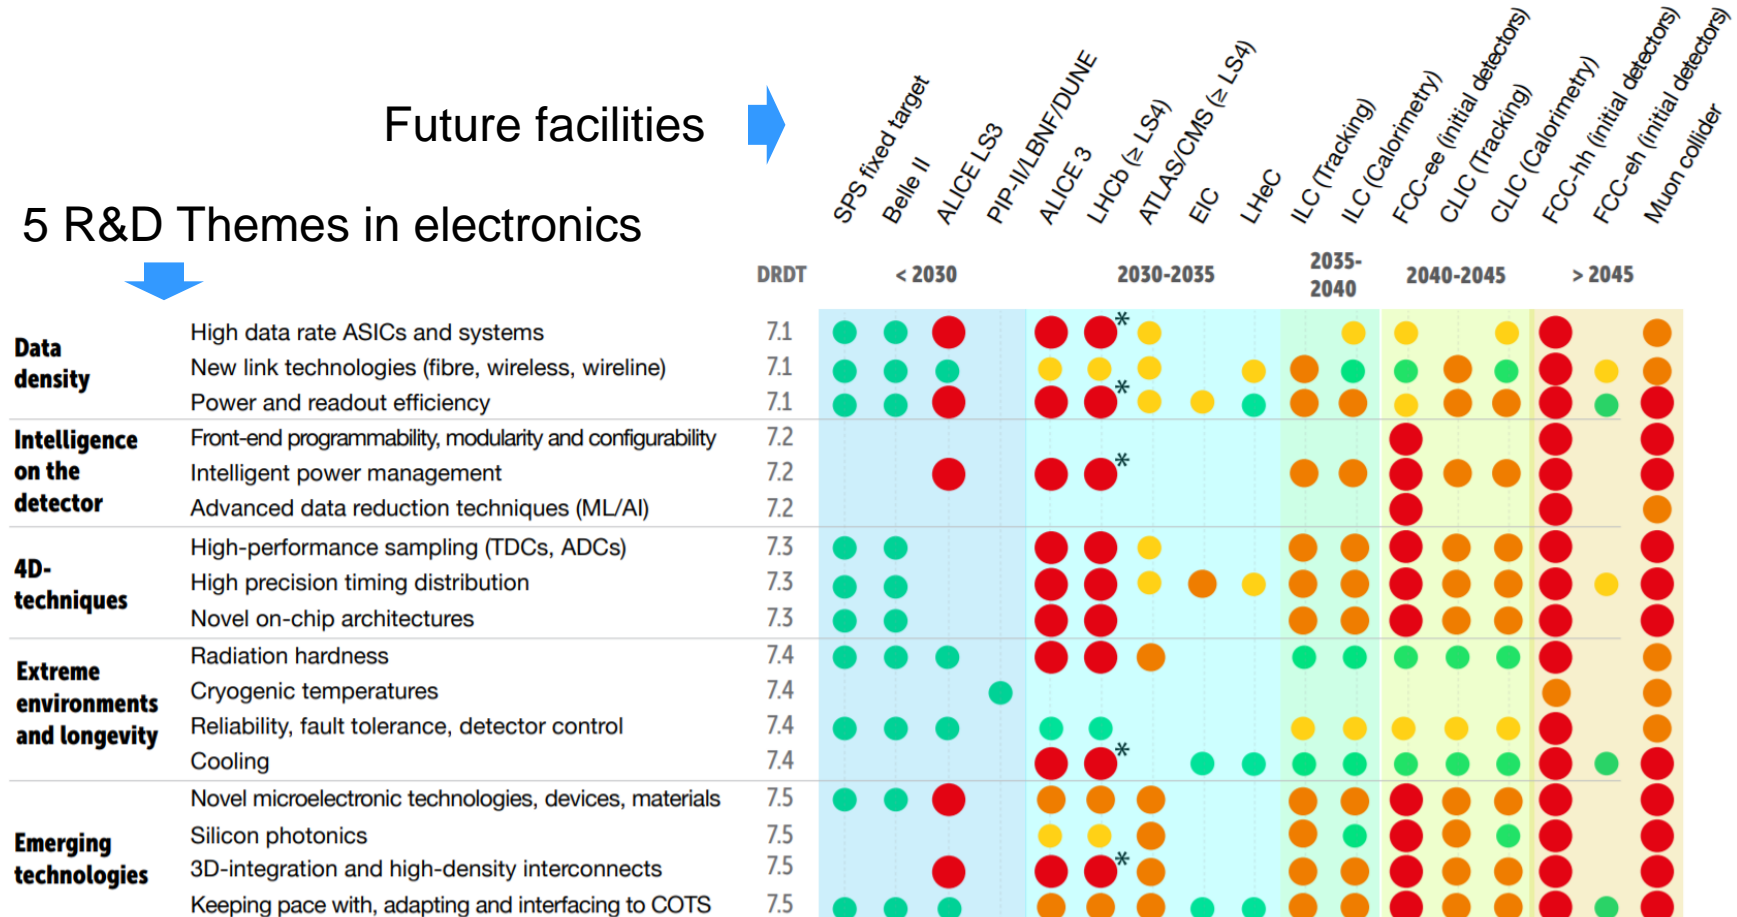 Future facilities
5 R&D Themes in electronics
SPS fixed target
Belle II
ALICE LS3
PIP-II/LBNF/DUNE
ALICE 3
LHCb (≥ LS4)
ATLAS/CMS (≥ LS4)
EIC
LHeC
ILC (Tracking)
ILC (Calorimetry)
FCC-ee (initial detectors)
CLIC (Tracking)
CLIC (Calorimetry)
FCC-hh (initial detectors)
FCC-eh (initial detectors)
Muon collider
DRDT
< 2030
2030-2035
2035-
2040
2040-2045
> 2045
Data
density
High data rate ASICs and systems 7.1 *
New link technologies (fibre, wireless, wireline) 7.1
Power and readout efficiency 7.1 *
Intelligence
on the
detector
Front-end programmability, modularity and configurability 7.2
Intelligent power management 7.2 *
Advanced data reduction techniques (ML/AI) 7.2
4D-
techniques
High-performance sampling (TDCs, ADCs) 7.3
High precision timing distribution 7.3
Novel on-chip architectures 7.3
Extreme
environments
and longevity
Radiation hardness 7.4
Cryogenic temperatures 7.4
Reliability, fault tolerance, detector control 7.4
Cooling 7.4 *
Emerging
technologies
Novel microelectronic technologies, devices, materials 7.5
Silicon photonics 7.5
3D-integration and high-density interconnects 7.5 *
Keeping pace with, adapting and interfacing to COTS 7.5